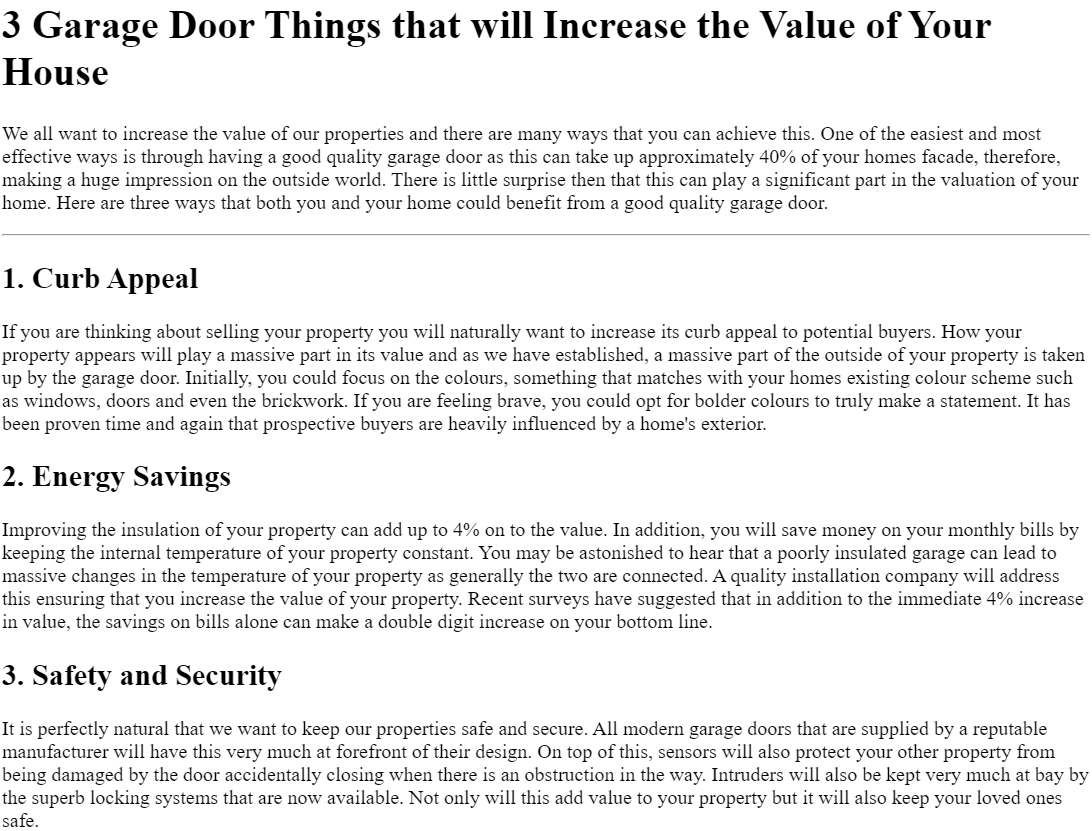 3 Garage Door Things that will Increase the Value of Your
House
We all want to increase the value of our properties and there are many ways that you can achieve this. One of the easiest and most
effective ways is through having a good quality garage door as this can take up approximately 40% of your homes facade, therefore,
making a huge impression on the outside world. There is little surprise then that this can play a significant part in the valuation of your
home. Here are three ways that both you and your home could benefit from a good quality garage door.
1. Curb Appeal
If you are thinking about selling your property you will naturally want to increase its curb appeal to potential buyers. How your
property appears will play a massive part in its value and as we have established, a massive part of the outside of your property is taken
up by the garage door. Initially, you could focus on the colours, something that matches with your homes existing colour scheme such
as windows, doors and even the brickwork. If you are feeling brave, you could opt for bolder colours to truly make a statement. It has
been proven time and again that prospective buyers are heavily influenced by a home's exterior.
2. Energy Savings
Improving the insulation of your property can add up to 4% on to the value. In addition, you will save money on your monthly bills by
keeping the internal temperature of your property constant. You may be astonished to hear that a poorly insulated garage can lead to
massive changes in the temperature of your property as generally the two are connected. A quality installation company will address
this ensuring that you increase the value of your property. Recent surveys have suggested that in addition to the immediate 4% increase
in value, the savings on bills alone can make a double digit increase on your bottom line.
3. Safety and Security
It is perfectly natural that we want to keep our properties safe and secure. All modern garage doors that are supplied by a reputable
manufacturer will have this very much at forefront of their design. On top of this, sensors will also protect your other property from
being damaged by the door accidentally closing when there is an obstruction in the way. Intruders will also be kept very much at bay by
the superb locking systems that are now available. Not only will this add value to your property but it will also keep your loved ones
safe.